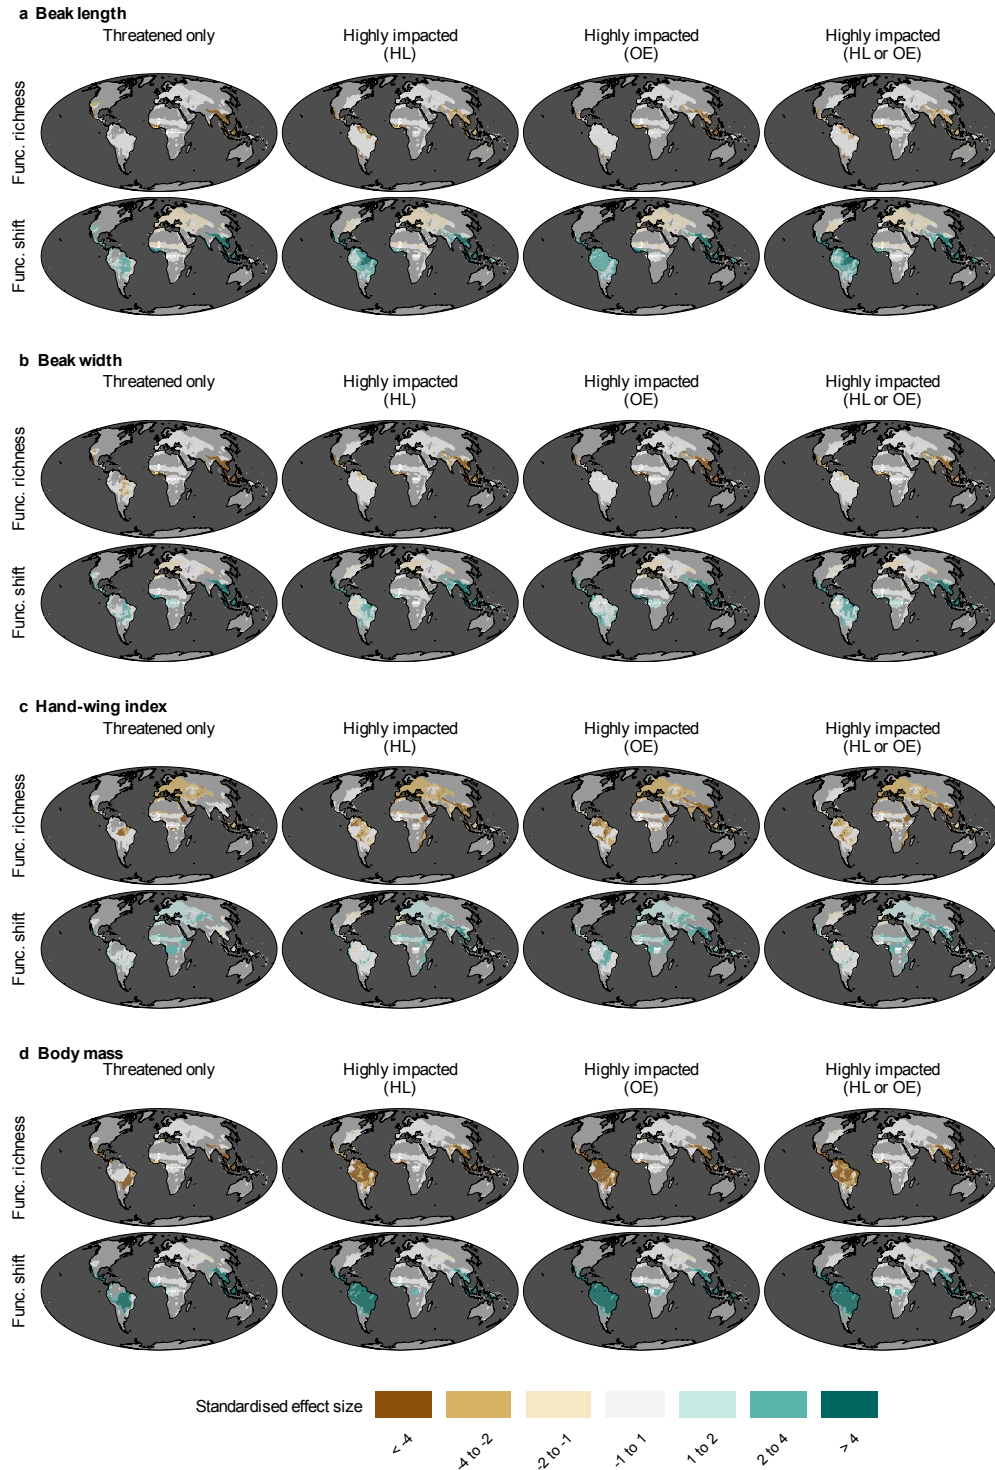 a Beak length
Threatened only
Highly impacted
(HL)
Highly impacted
(OE)
Highly impacted
(HL or OE)
Func. richness
Func. shift
b Beak width
Threatened only
Highly impacted
(HL)
Highly impacted
(OE)
Highly impacted
(HL or OE)
Func. richness
Func. shift
c Hand-wing index
Threatened only
Highly impacted
(HL)
Highly impacted
(OE)
Highly impacted
(HL or OE)
Func. richness
Func. shift
d Body mass
Threatened only
Highly impacted
(HL)
Highly impacted
(OE)
Highly impacted
(HL or OE)
Func. richness
Func. shift
Standardised effect size
< -4
-4 to -2
-2 to -1
-1 to 1
1 to 2
2 to 4
> 4